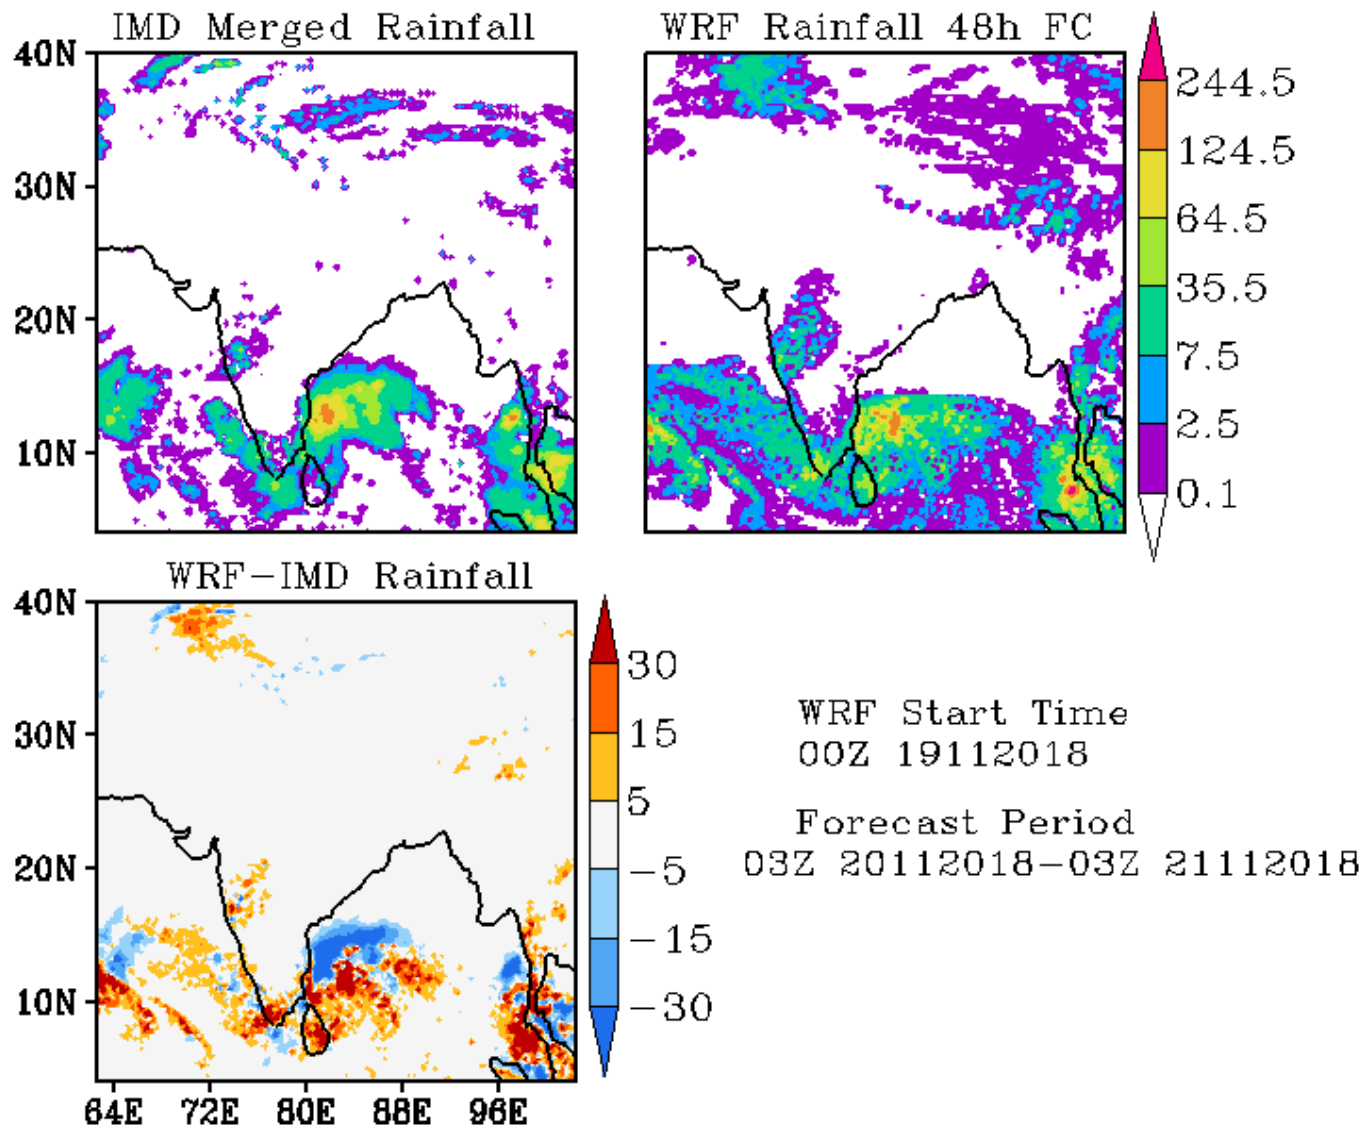 IMD Merged Rainfall
WRF Rainfall 48h FC
40N
30N
20N
10N
244.5
124.5
64.5
35.5
7.5
2.5
0.1
WRF-IMD Rainfall
40N
30N
20N
10N
64E 72E 80E 88E 96E
30
15
5
-5
-15
-30
WRF Start Time
00Z 19112018
Forecast Period
03Z 20112018-03Z 21112018